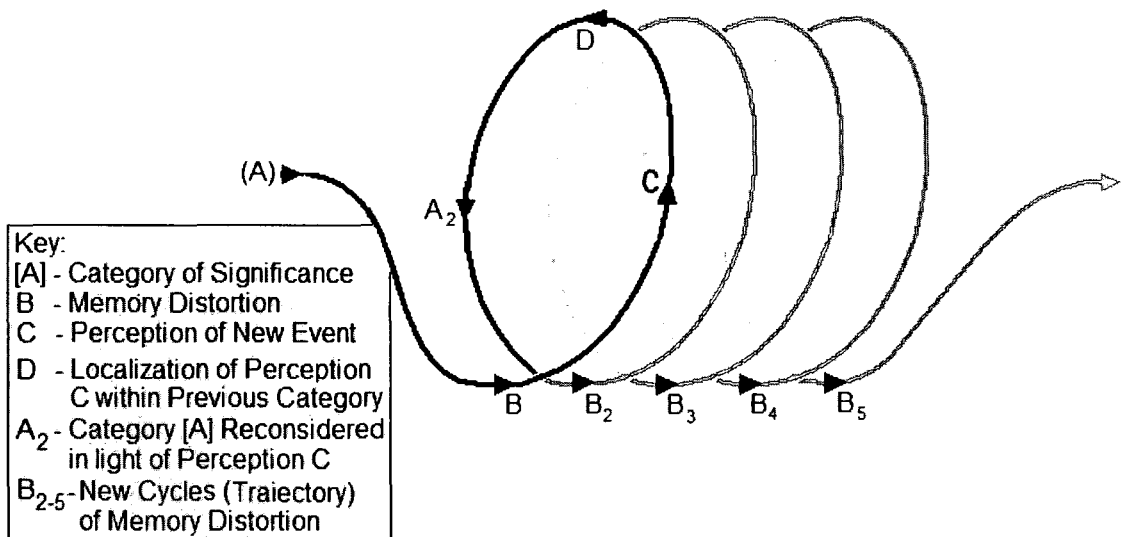 D
(A)
C
A2
Key:
[A] - Category of Significance
B - Memory Distortion
C - Perception of New Event
D - Localization of Perception
C within Previous Category
A2 - Category [A] Reconsidered
in light of Perception C
B2-5 - New Cycles (Traiectory)
of Memory Distortion
B B2 B3 B4 B5